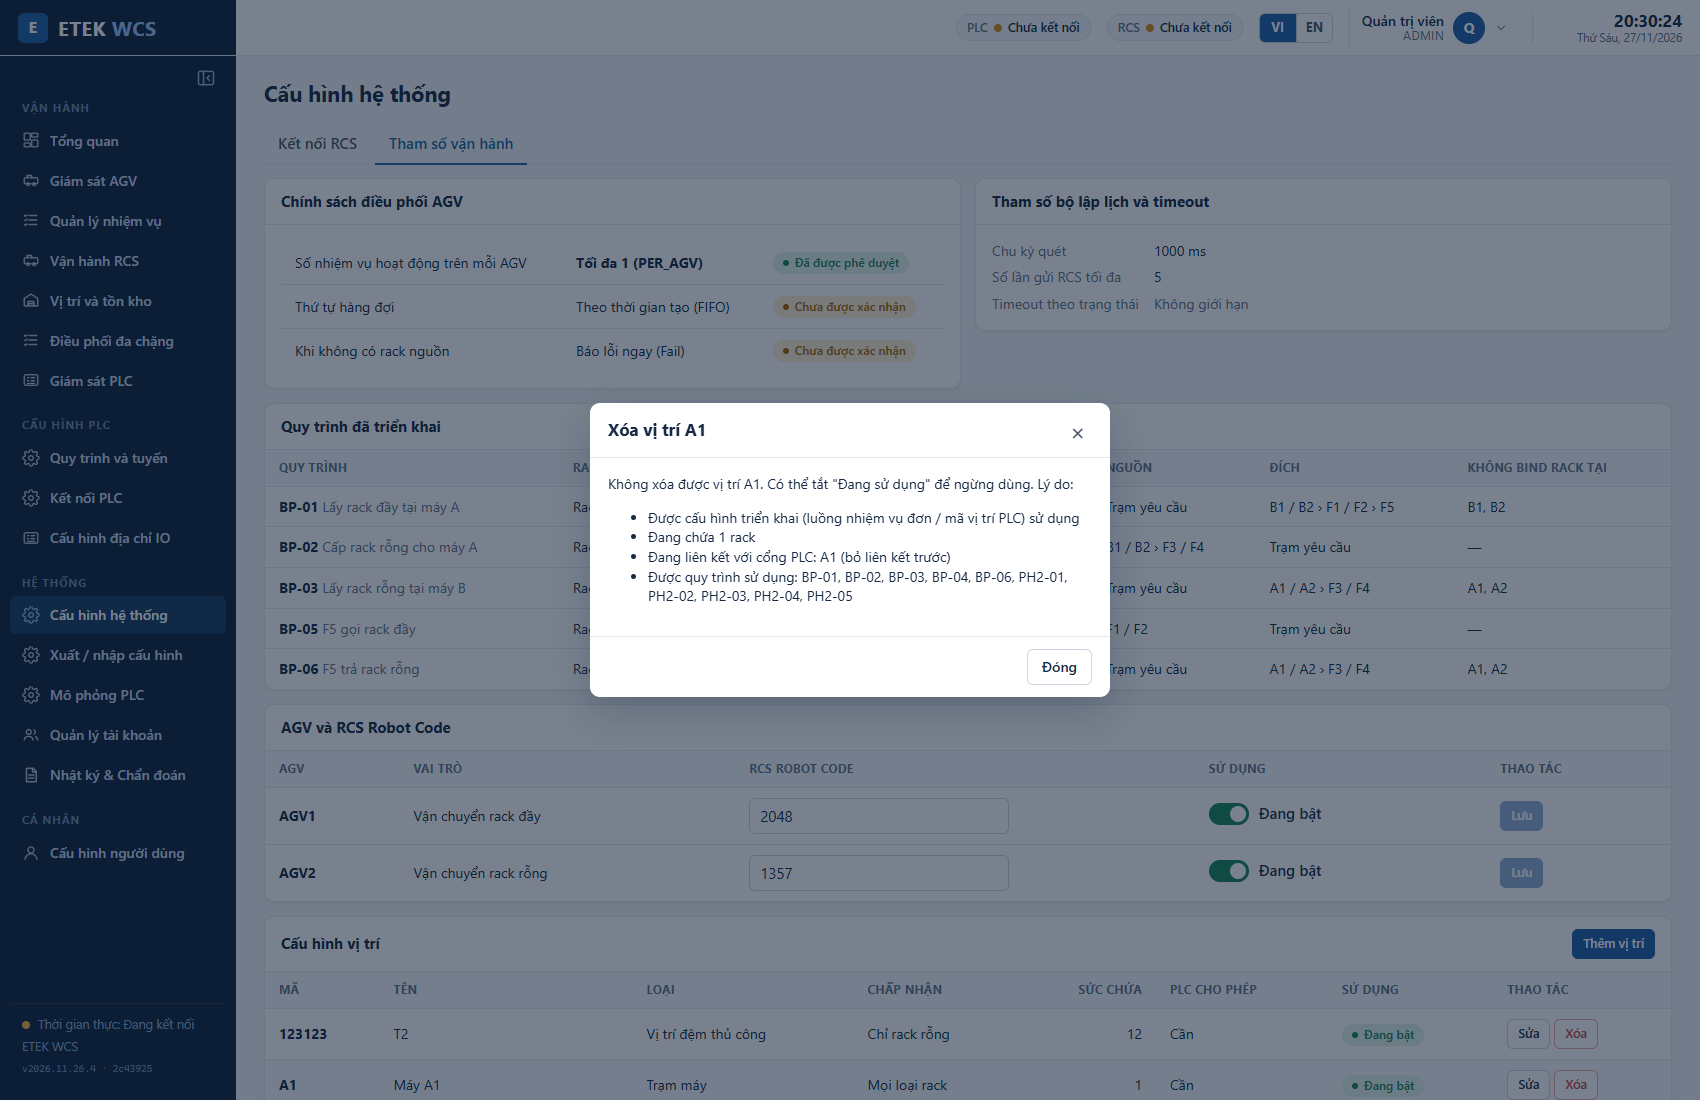 E ETEK WCS
PLC Chưa kết nối
RCS Chưa kết nối
VI EN
Quản trị viên
ADMIN
Q
20:30:24
Thứ Sáu, 27/11/2026
VẬN HÀNH
Tổng quan
Giám sát AGV
Quản lý nhiệm vụ
Vận hành RCS
Vị trí và tồn kho
Điều phối đa chặng
Giám sát PLC
CẤU HÌNH PLC
Quy trình và tuyến
Kết nối PLC
Cấu hình địa chỉ IO
HỆ THỐNG
Cấu hình hệ thống
Xuất / nhập cấu hình
Mô phỏng PLC
Quản lý tài khoản
Nhật ký & Chẩn đoán
CÁ NHÂN
Cấu hình người dùng
Thời gian thực: Đang kết nối
ETEK WCS
v2026.11.26.4 · 2c43925
Cấu hình hệ thống
Kết nối RCS Tham số vận hành
Chính sách điều phối AGV
Số nhiệm vụ hoạt động trên mỗi AGV Tối đa 1 (PER_AGV) Đã được phê duyệt
Thứ tự hàng đợi Theo thời gian tạo (FIFO) Chưa được xác nhận
Khi không có rack nguồn Báo lỗi ngay (Fail) Chưa được xác nhận
Tham số bộ lập lịch và timeout
Chu kỳ quét 1000 ms
Số lần gửi RCS tối đa 5
Timeout theo trạng thái Không giới hạn
Quy trình đã triển khai
QUY TRÌNH ĐÍCH KHÔNG BIND RACK TẠI
BP-01 Lấy rack đầy tại máy A Trạm yêu cầu B1 / B2 › F1 / F2 › F5 B1, B2
BP-02 Cấp rack rỗng cho máy A B1 / B2 › F3 / F4 Trạm yêu cầu —
BP-03 Lấy rack rỗng tại máy B Trạm yêu cầu A1 / A2 › F3 / F4 A1, A2
BP-05 F5 gọi rack đầy F1 / F2 Trạm yêu cầu —
BP-06 F5 trả rack rỗng Trạm yêu cầu A1 / A2 › F3 / F4 A1, A2
Xóa vị trí A1
Không xóa được vị trí A1. Có thể tắt "Đang sử dụng" để ngừng dùng. Lý do:
• Được cấu hình triển khai (luồng nhiệm vụ đơn / mã vị trí PLC) sử dụng
• Đang chứa 1 rack
• Đang liên kết với cổng PLC: A1 (bỏ liên kết trước)
• Được quy trình sử dụng: BP-01, BP-02, BP-03, BP-04, BP-06, PH2-01,
PH2-02, PH2-03, PH2-04, PH2-05
Đóng
AGV và RCS Robot Code
AGV VAI TRÒ RCS ROBOT CODE SỬ DỤNG THAO TÁC
AGV1 Vận chuyển rack đầy 2048 Đang bật Lưu
AGV2 Vận chuyển rack rỗng 1357 Đang bật Lưu
Cấu hình vị trí Thêm vị trí
MÃ TÊN LOẠI CHẤP NHẬN SỨC CHỨA PLC CHO PHÉP SỬ DỤNG THAO TÁC
123123 T2 Vị trí đệm thủ công Chỉ rack rỗng 12 Cần Đang bật Sửa Xóa
A1 Máy A1 Trạm máy Mọi loại rack 1 Cần Đang bật Sửa Xóa